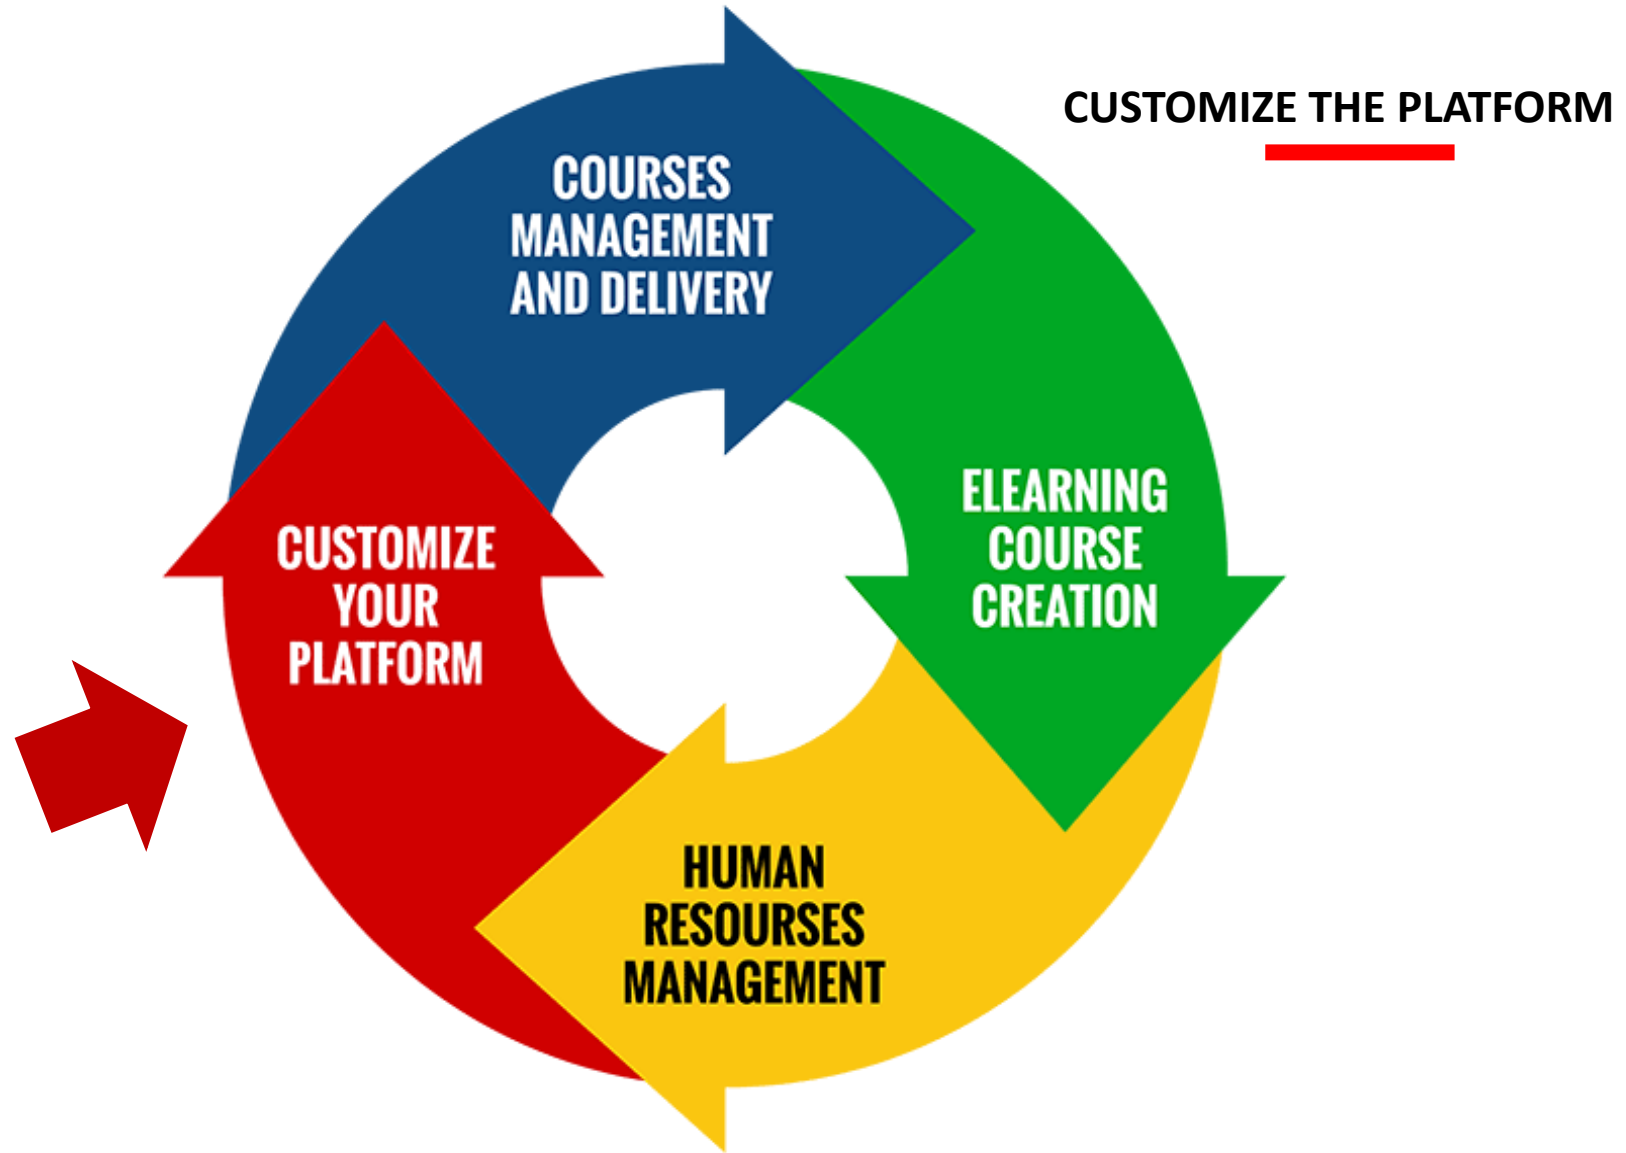 CUSTOMIZE THE PLATFORM
COURSES
MANAGEMENT
AND DELIVERY
ELEARNING
COURSE
CREATION
HUMAN
RESOURSES
MANAGEMENT
CUSTOMIZE
YOUR
PLATFORM